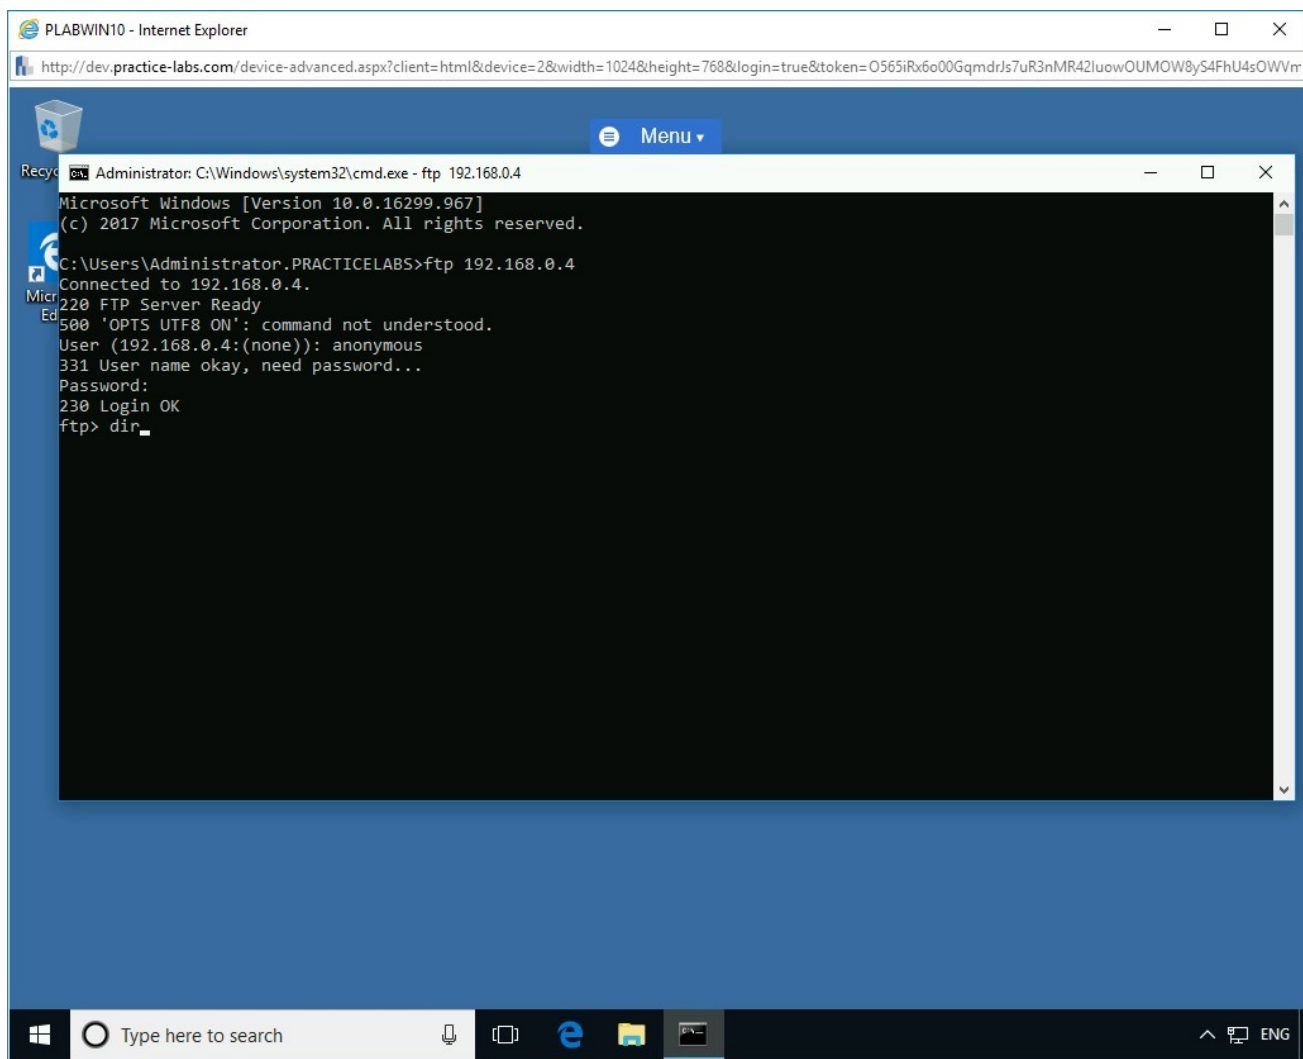 PLABWIN10 - Internet Explorer
http://dev.practice-labs.com/device-advanced.aspx?client=html&device=2&width=1024&height=768&login=true&token=
Menu
Recyc
Administrator: C:\Windows\system32\cmd.exe - ftp 192.168.0.4
Microsoft Windows [Version 10.0.16299.967]
(c) 2017 Microsoft Corporation. All rights reserved.
C:\Users\Administrator.PRACTICELABS>ftp 192.168.0.4
Connected to 192.168.0.4.
Micr
220 FTP Server Ready
Ed
500 'OPTS UTF8 ON': command not understood.
User (192.168.0.4:(none)): anonymous
331 User name okay, need password...
Password:
230 Login OK
ftp> dir
Type here to search
ENG